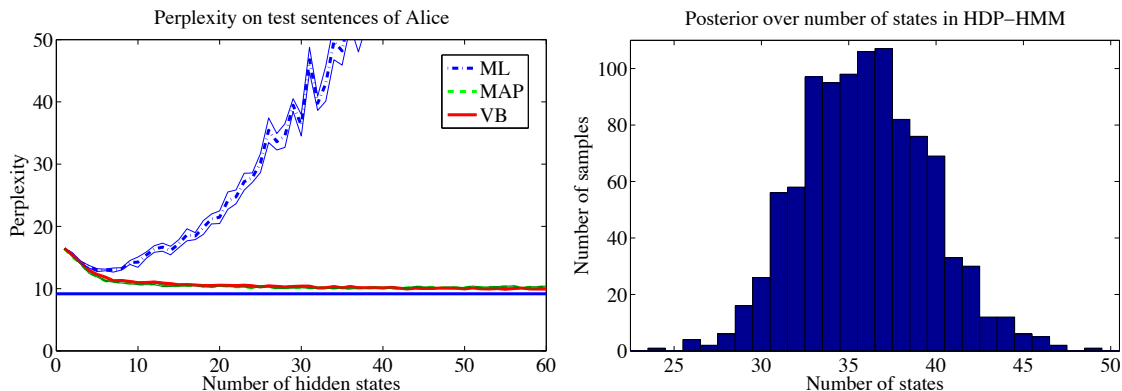 Perplexity on test sentences of Alice
50
40
30
20
10
0
Perplexity
ML
MAP
VB
0 10 20 30 40 50 60
Number of hidden states
Posterior over number of states in HDP−HMM
100
80
60
40
20
0
Number of samples
25 30 35 40 45 50
Number of states